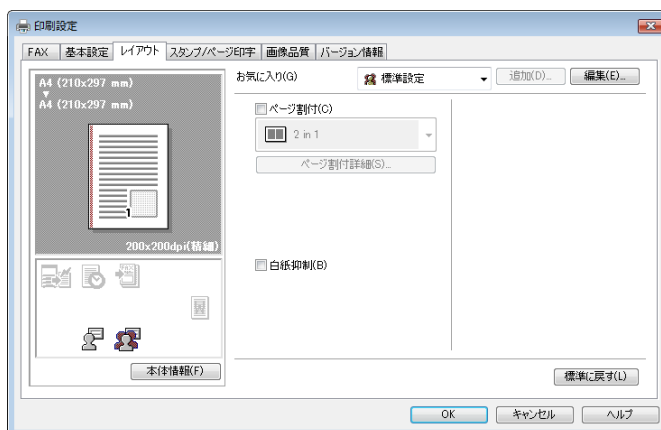 印刷設定
FAX 基本設定 レイアウト スタンプ/ページ印字 画像品質 バージョン情報
A4 (210x297 mm)
A4 (210x297 mm)
1
200x200dpi(精細)
本体情報(F)
お気に入り(G) 標準設定 追加(D)... 編集(E)...
ページ割付(C)
2 in 1
ページ割付詳細(S)...
白紙抑制(B)
標準に戻す(L)
OK キャンセル ヘルプ